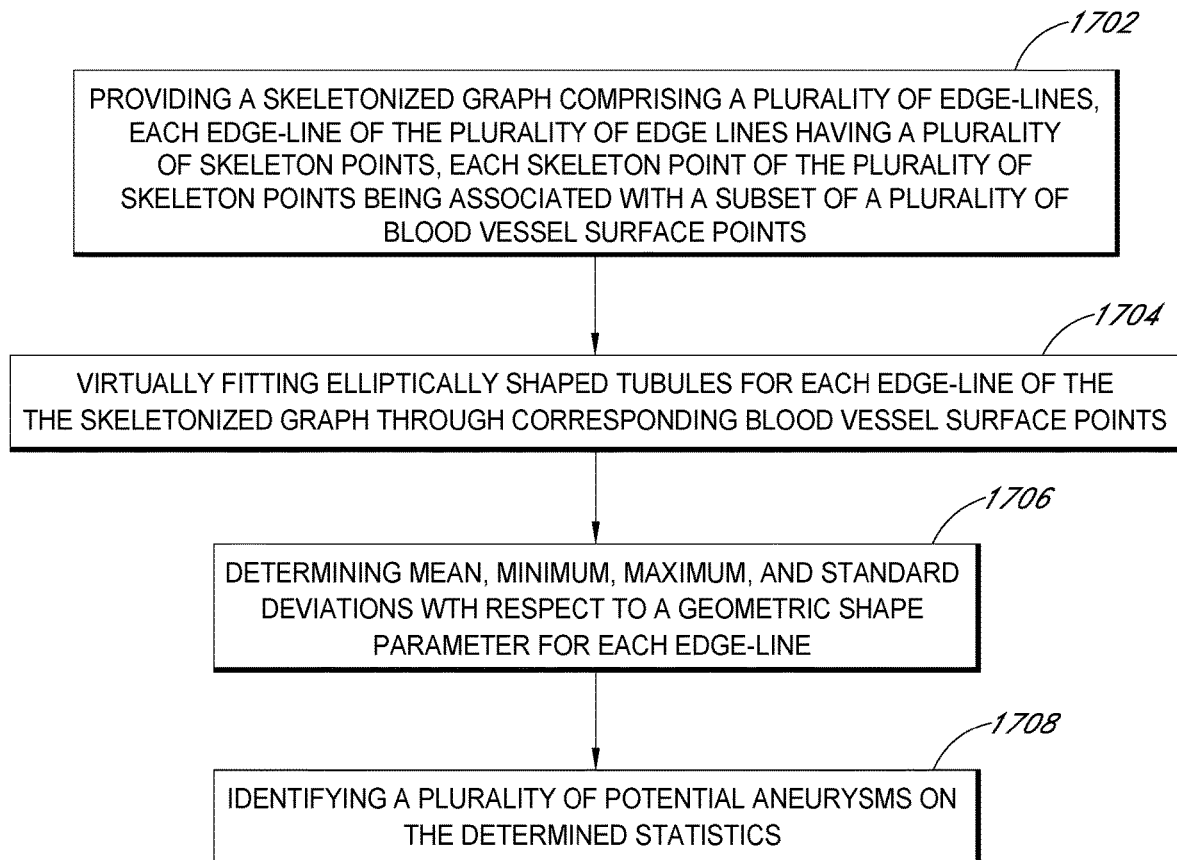 1702
PROVIDING A SKELETONIZED GRAPH COMPRISING A PLURALITY OF EDGE-LINES,
EACH EDGE-LINE OF THE PLURALITY OF EDGE LINES HAVING A PLURALITY
OF SKELETON POINTS, EACH SKELETON POINT OF THE PLURALITY OF
SKELETON POINTS BEING ASSOCIATED WITH A SUBSET OF A PLURALITY OF
BLOOD VESSEL SURFACE POINTS
1704
VIRTUALLY FITTING ELLIPTICALLY SHAPED TUBULES FOR EACH EDGE-LINE OF THE
THE SKELETONIZED GRAPH THROUGH CORRESPONDING BLOOD VESSEL SURFACE POINTS
1706
DETERMINING MEAN, MINIMUM, MAXIMUM, AND STANDARD
DEVIATIONS WTH RESPECT TO A GEOMETRIC SHAPE
PARAMETER FOR EACH EDGE-LINE
1708
IDENTIFYING A PLURALITY OF POTENTIAL ANEURYSMS ON
THE DETERMINED STATISTICS